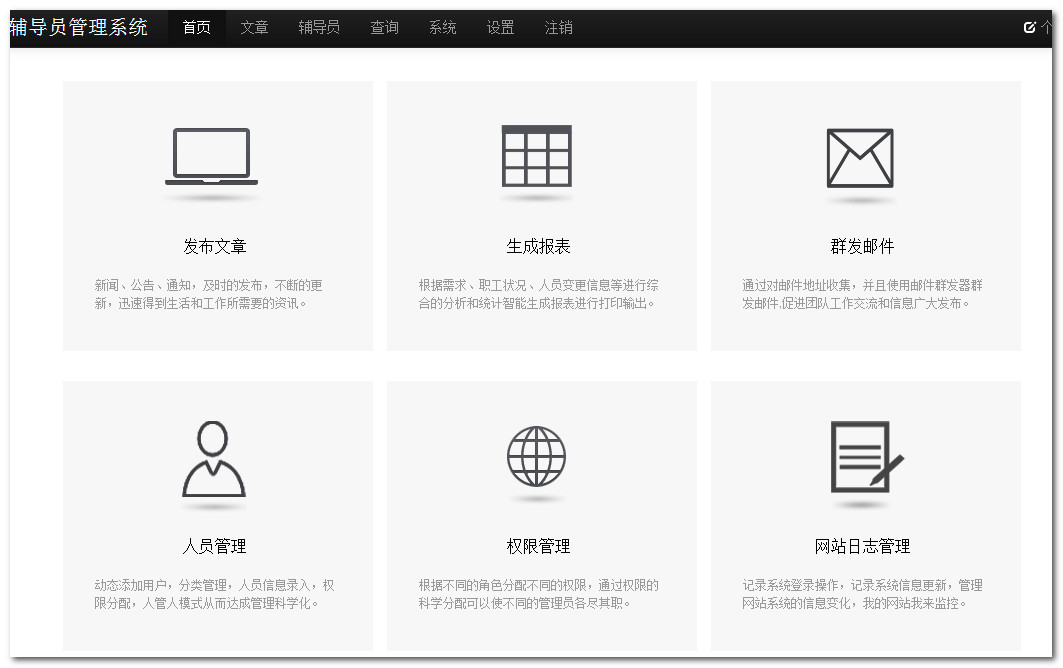 辅导员管理系统 首页 文章 辅导员 查询 系统 设置 注销 个
发布文章 生成报表 群发邮件
新闻、公告、通知，及时的发布，不断的更
新，迅速得到生活和工作所需要的资讯。
根据需求、职工状况、人员变更信息等进行综
合的分析和统计智能生成报表进行打印输出。
通过对邮件地址收集，并且使用邮件群发器群
发邮件,促进团队工作交流和信息广大发布。
人员管理 权限管理 网站日志管理
动态添加用户，分类管理，人员信息录入，权
限分配，人管人模式从而达成管理科学化。
根据不同的角色分配不同的权限，通过权限的
科学分配可以使不同的管理员各尽其职。
记录系统登录操作，记录系统信息更新，管理
网站系统的信息变化，我的网站我来监控。